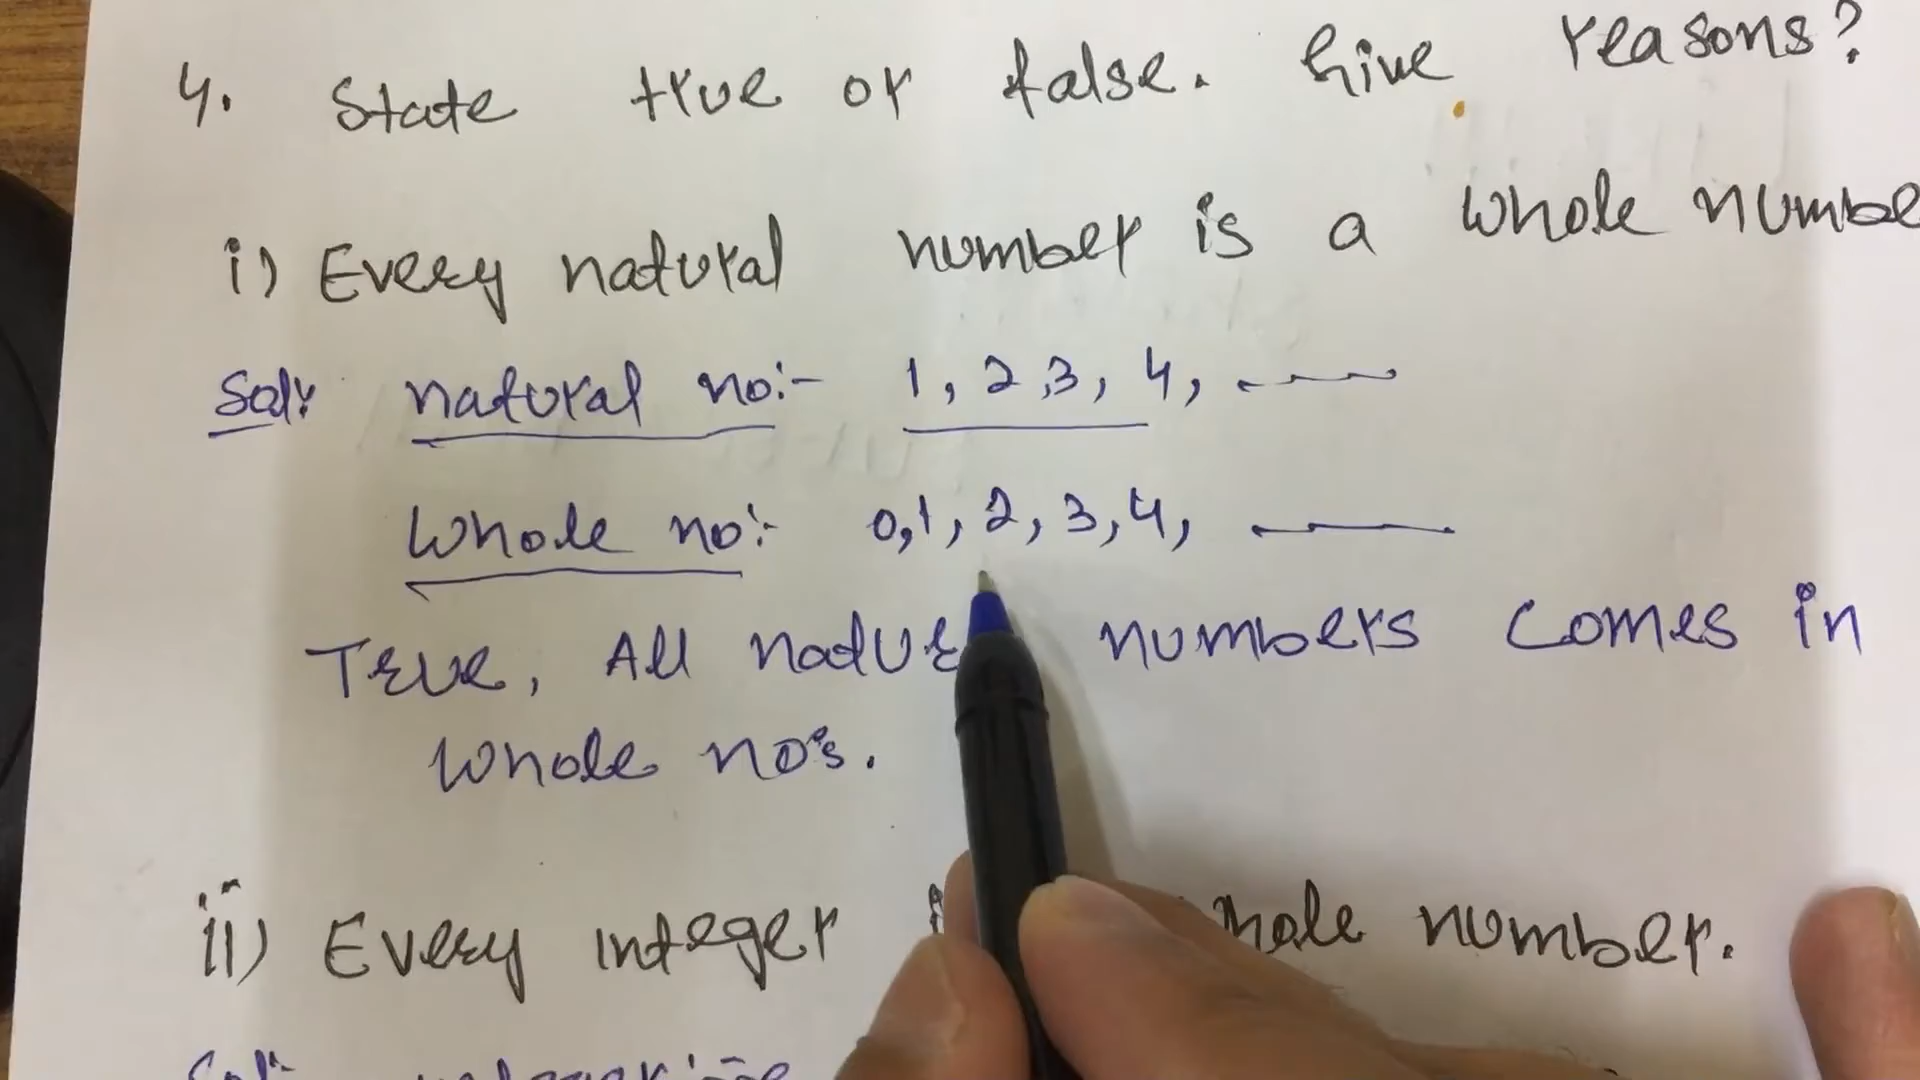 4. State true or false. Give reasons?
i) Every natural number is a whole numbe
Sol: natural no:- 1, 2, 3, 4, ——
Whole no:- 0, 1, 2, 3, 4, ——
True, All natur numbers comes in
whole no's.
ii) Every integer hole number.
Sol:-